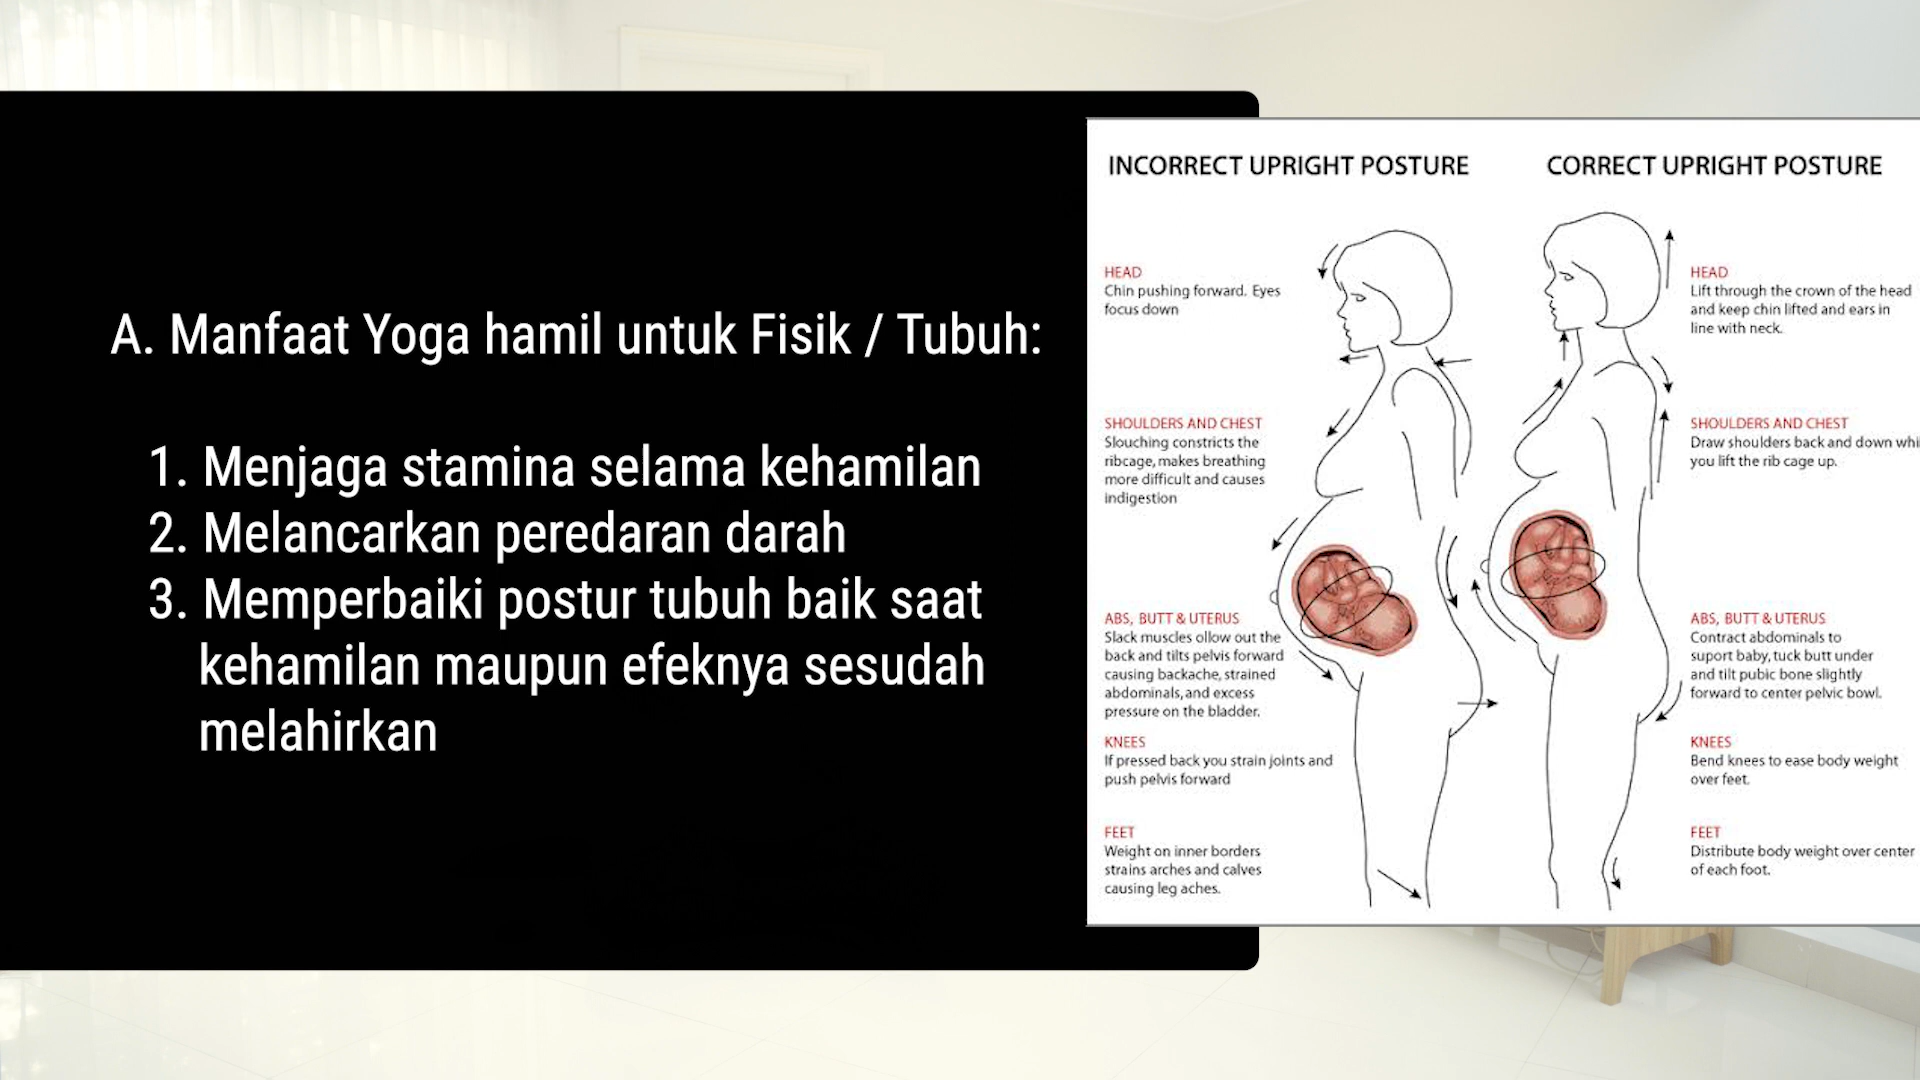 A. Manfaat Yoga hamil untuk Fisik / Tubuh:
1. Menjaga stamina selama kehamilan
2. Melancarkan peredaran darah
3. Memperbaiki postur tubuh baik saat
kehamilan maupun efeknya sesudah
melahirkan
INCORRECT UPRIGHT POSTURE
HEAD
Chin pushing forward. Eyes
focus down
SHOULDERS AND CHEST
Slouching constricts the
ribcage, makes breathing
more difficult and causes
indigestion
ABS, BUTT & UTERUS
Slack muscles ollow out the
back and tilts pelvis forward
causing backache, strained
abdominals, and excess
pressure on the bladder.
KNEES
If pressed back you strain joints and
push pelvis forward
FEET
Weight on inner borders
strains arches and calves
causing leg aches.
CORRECT UPRIGHT POSTURE
HEAD
Lift through the crown of the head
and keep chin lifted and ears in
line with neck.
SHOULDERS AND CHEST
Draw shoulders back and down
you lift the rib cage up.
ABS, BUTT & UTERUS
Contract abdominals to
suport baby, tuck butt under
and tilt pubic bone slightly
forward to center pelvic bowl.
KNEES
Bend knees to ease body weight
over feet.
FEET
Distribute body weight over center
of each foot.